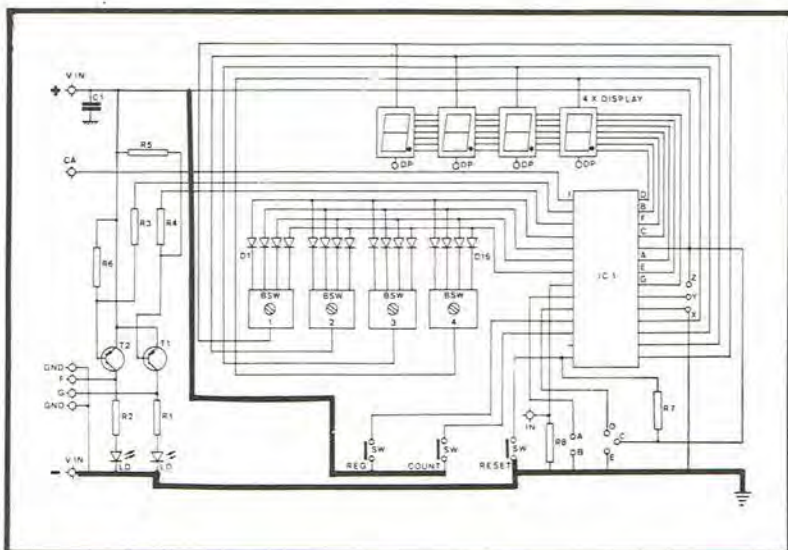 + V IN
C1
4 X DISPLAY
R5
CA
DP
DP
DP
DP
R3
R4
D
B
F
C
A
E
G
D1
D16
IC 1
R6
BSW
1
BSW
2
BSW
3
BSW
4
Z
Y
X
T2
T1
GND
F
G
GND
R2
R1
IN
R8
R7
A
B
D
C
E
SW
REG
SW
COUNT
SW
RESET
- V IN
LD
LD